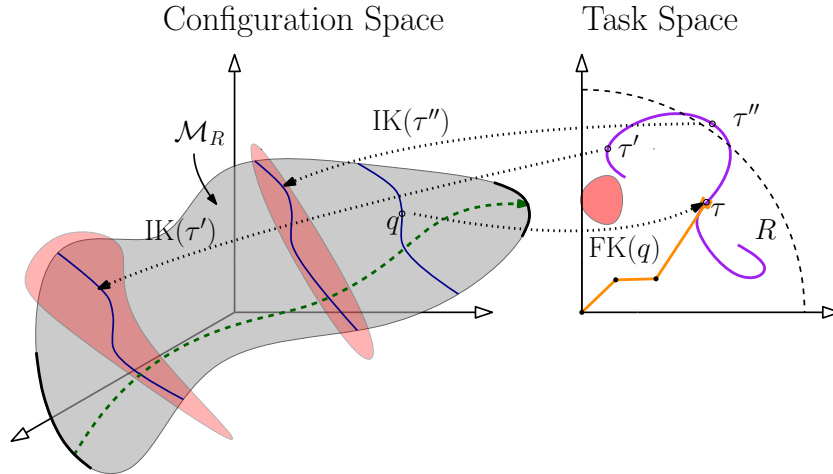 Configuration Space
Task Space
IK(τ′′)
τ′′
ℳ_R
τ′
q
τ
IK(τ′)
R
FK(q)